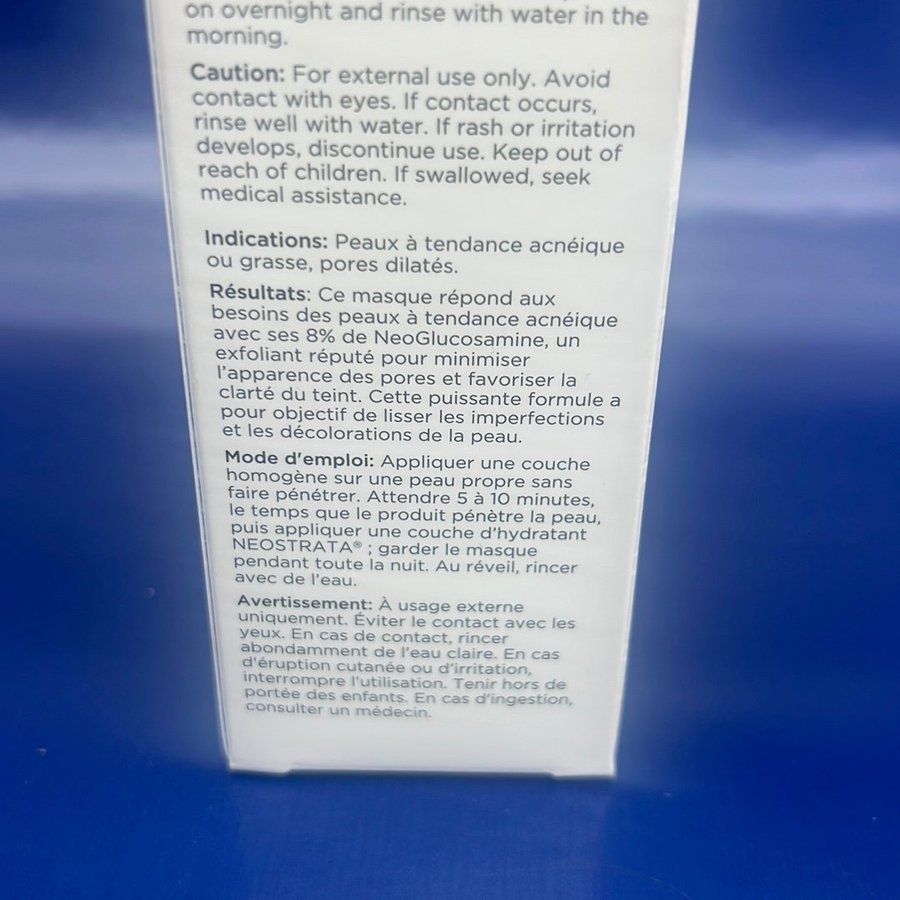 on overnight and rinse with water in the
morning.
Caution: For external use only. Avoid
contact with eyes. If contact occurs,
rinse well with water. If rash or irritation
develops, discontinue use. Keep out of
reach of children. If swallowed, seek
medical assistance.
Indications: Peaux à tendance acnéique
ou grasse, pores dilatés.
Résultats: Ce masque répond aux
besoins des peaux à tendance acnéique
avec ses 8% de NeoGlucosamine, un
exfoliant réputé pour minimiser
l'apparence des pores et favoriser la
clarté du teint. Cette puissante formule a
pour objectif de lisser les imperfections
et les décolorations de la peau.
Mode d'emploi: Appliquer une couche
homogène sur une peau propre sans
faire pénétrer. Attendre 5 à 10 minutes,
le temps que le produit pénètre la peau,
puis appliquer une couche d'hydratant
NEOSTRATA® ; garder le masque
pendant toute la nuit. Au réveil, rincer
avec de l'eau.
Avertissement: À usage externe
uniquement. Éviter le contact avec les
yeux. En cas de contact, rincer
abondamment de l'eau claire. En cas
d'éruption cutanée ou d'irritation,
interrompre l'utilisation. Tenir hors de
portée des enfants. En cas d'ingestion,
consulter un médecin.